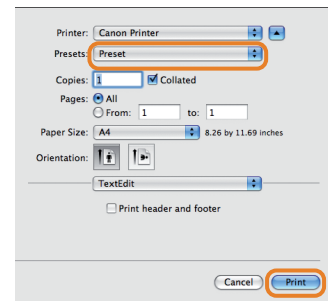 Printer: Canon Printer
Presets: Preset
Copies: 1 Collated
Pages: All
From: 1 to: 1
Paper Size: A4 8.26 by 11.69 inches
Orientation:
TextEdit
Print header and footer
Cancel Print